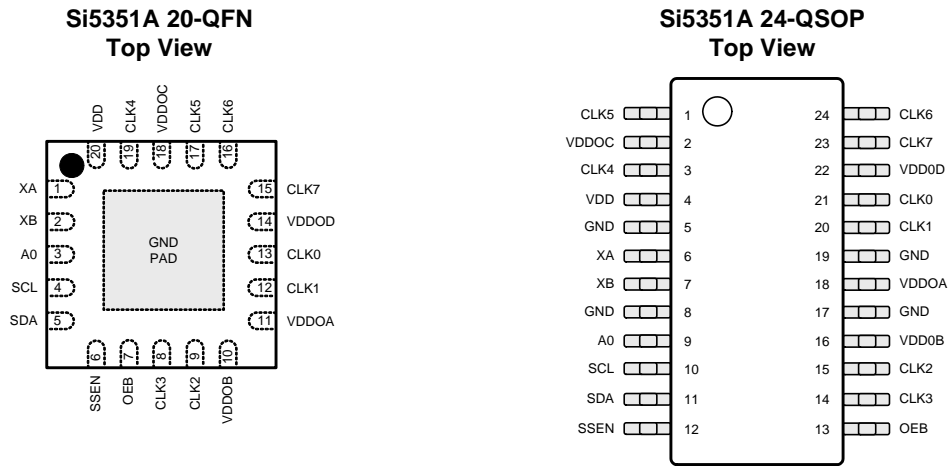 Si5351A 20-QFN
Top View
VDD
CLK4
VDDOC
CLK5
CLK6
20
19
18
17
16
XA 1
XB 2
A0 3
SCL 4
SDA 5
GND
PAD
15 CLK7
14 VDDOD
13 CLK0
12 CLK1
11 VDDOA
6
7
8
9
10
SSEN
OEB
CLK3
CLK2
VDDOB
Si5351A 24-QSOP
Top View
CLK5 1 24 CLK6
VDDOC 2 23 CLK7
CLK4 3 22 VDD0D
VDD 4 21 CLK0
GND 5 20 CLK1
XA 6 19 GND
XB 7 18 VDDOA
GND 8 17 GND
A0 9 16 VDD0B
SCL 10 15 CLK2
SDA 11 14 CLK3
SSEN 12 13 OEB